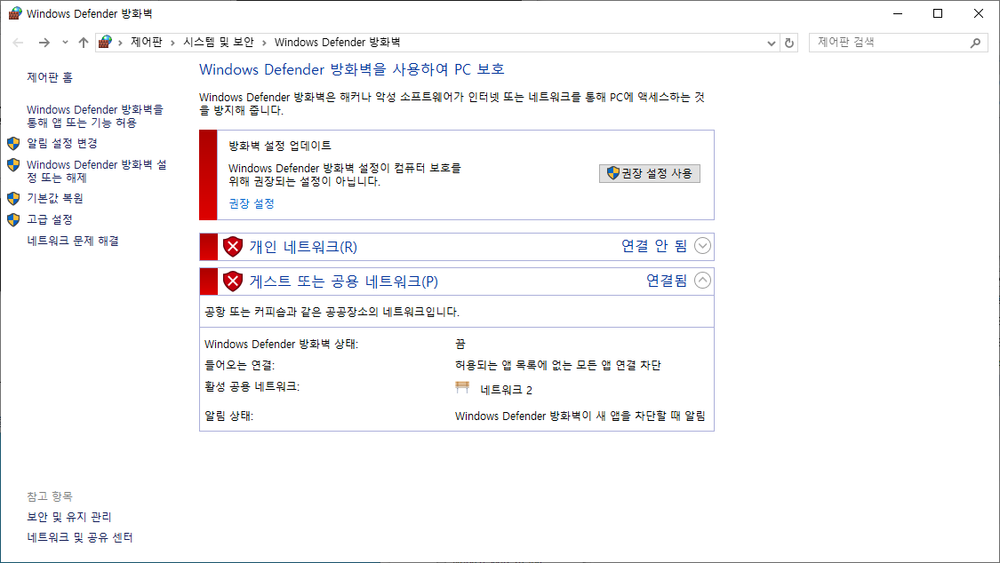 Windows Defender 방화벽
제어판 > 시스템 및 보안 > Windows Defender 방화벽
제어판 검색
제어판 홈
Windows Defender 방화벽을
통해 앱 또는 기능 허용
알림 설정 변경
Windows Defender 방화벽 설
정 또는 해제
기본값 복원
고급 설정
네트워크 문제 해결
Windows Defender 방화벽을 사용하여 PC 보호
Windows Defender 방화벽은 해커나 악성 소프트웨어가 인터넷 또는 네트워크를 통해 PC에 액세스하는 것
을 방지해 줍니다.
방화벽 설정 업데이트
Windows Defender 방화벽 설정이 컴퓨터 보호를
위해 권장되는 설정이 아닙니다.
권장 설정 사용
권장 설정
개인 네트워크(R) 연결 안 됨
게스트 또는 공용 네트워크(P) 연결됨
공항 또는 커피숍과 같은 공공장소의 네트워크입니다.
Windows Defender 방화벽 상태: 끔
들어오는 연결: 허용되는 앱 목록에 없는 모든 앱 연결 차단
활성 공용 네트워크: 네트워크 2
알림 상태: Windows Defender 방화벽이 새 앱을 차단할 때 알림
참고 항목
보안 및 유지 관리
네트워크 및 공유 센터